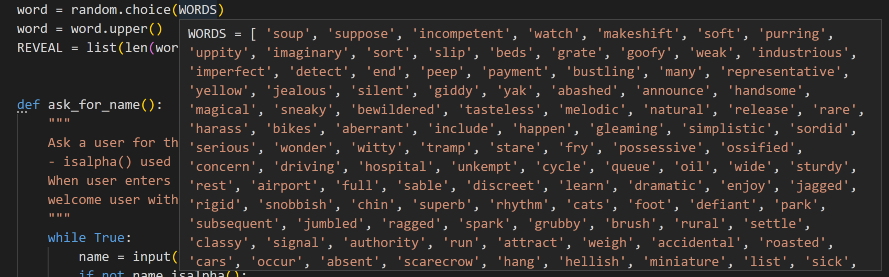 word = random.choice(WORDS)
word = word.upper()
REVEAL = list(len(wor
def ask_for_name():
"""
Ask a user for th
- isalpha() used
When user enters
welcome user with
"""
while True:
name = input(
if not name.isalpha():
WORDS = [ 'soup', 'suppose', 'incompetent', 'watch', 'makeshift', 'soft', 'purring',
'uppity', 'imaginary', 'sort', 'slip', 'beds', 'grate', 'goofy', 'weak', 'industrious',
'imperfect', 'detect', 'end', 'peep', 'payment', 'bustling', 'many', 'representative',
'yellow', 'jealous', 'silent', 'giddy', 'yak', 'abashed', 'announce', 'handsome',
'magical', 'sneaky', 'bewildered', 'tasteless', 'melodic', 'natural', 'release', 'rare',
'harass', 'bikes', 'aberrant', 'include', 'happen', 'gleaming', 'simplistic', 'sordid',
'serious', 'wonder', 'witty', 'tramp', 'stare', 'fry', 'possessive', 'ossified',
'concern', 'driving', 'hospital', 'unkempt', 'cycle', 'queue', 'oil', 'wide', 'sturdy',
'rest', 'airport', 'full', 'sable', 'discreet', 'learn', 'dramatic', 'enjoy', 'jagged',
'rigid', 'snobbish', 'chin', 'superb', 'rhythm', 'cats', 'foot', 'defiant', 'park',
'subsequent', 'jumbled', 'ragged', 'spark', 'grubby', 'brush', 'rural', 'settle',
'classy', 'signal', 'authority', 'run', 'attract', 'weigh', 'accidental', 'roasted',
'cars', 'occur', 'absent', 'scarecrow', 'hang', 'hellish', 'miniature', 'list', 'sick',